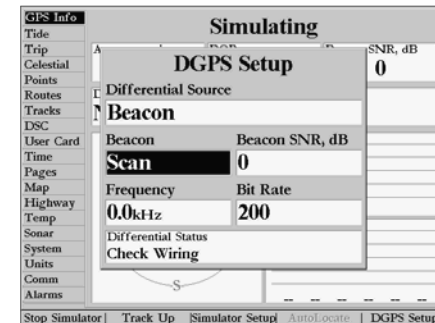 GPS Info
Simulating
Tide
Trip
SNR, dB
Celestial
DGPS Setup
0
Points
Routes
Differential Source
Tracks
Beacon
DSC
User Card
Beacon
Beacon SNR, dB
Time
Scan
0
Pages
Map
Frequency
Bit Rate
Highway
0.0kHz
200
Temp
Sonar
Differential Status
System
Check Wiring
Units
Comm
S
Alarms
Stop Simulator
Track Up
Simulator Setup
AutoLocate
DGPS Setup